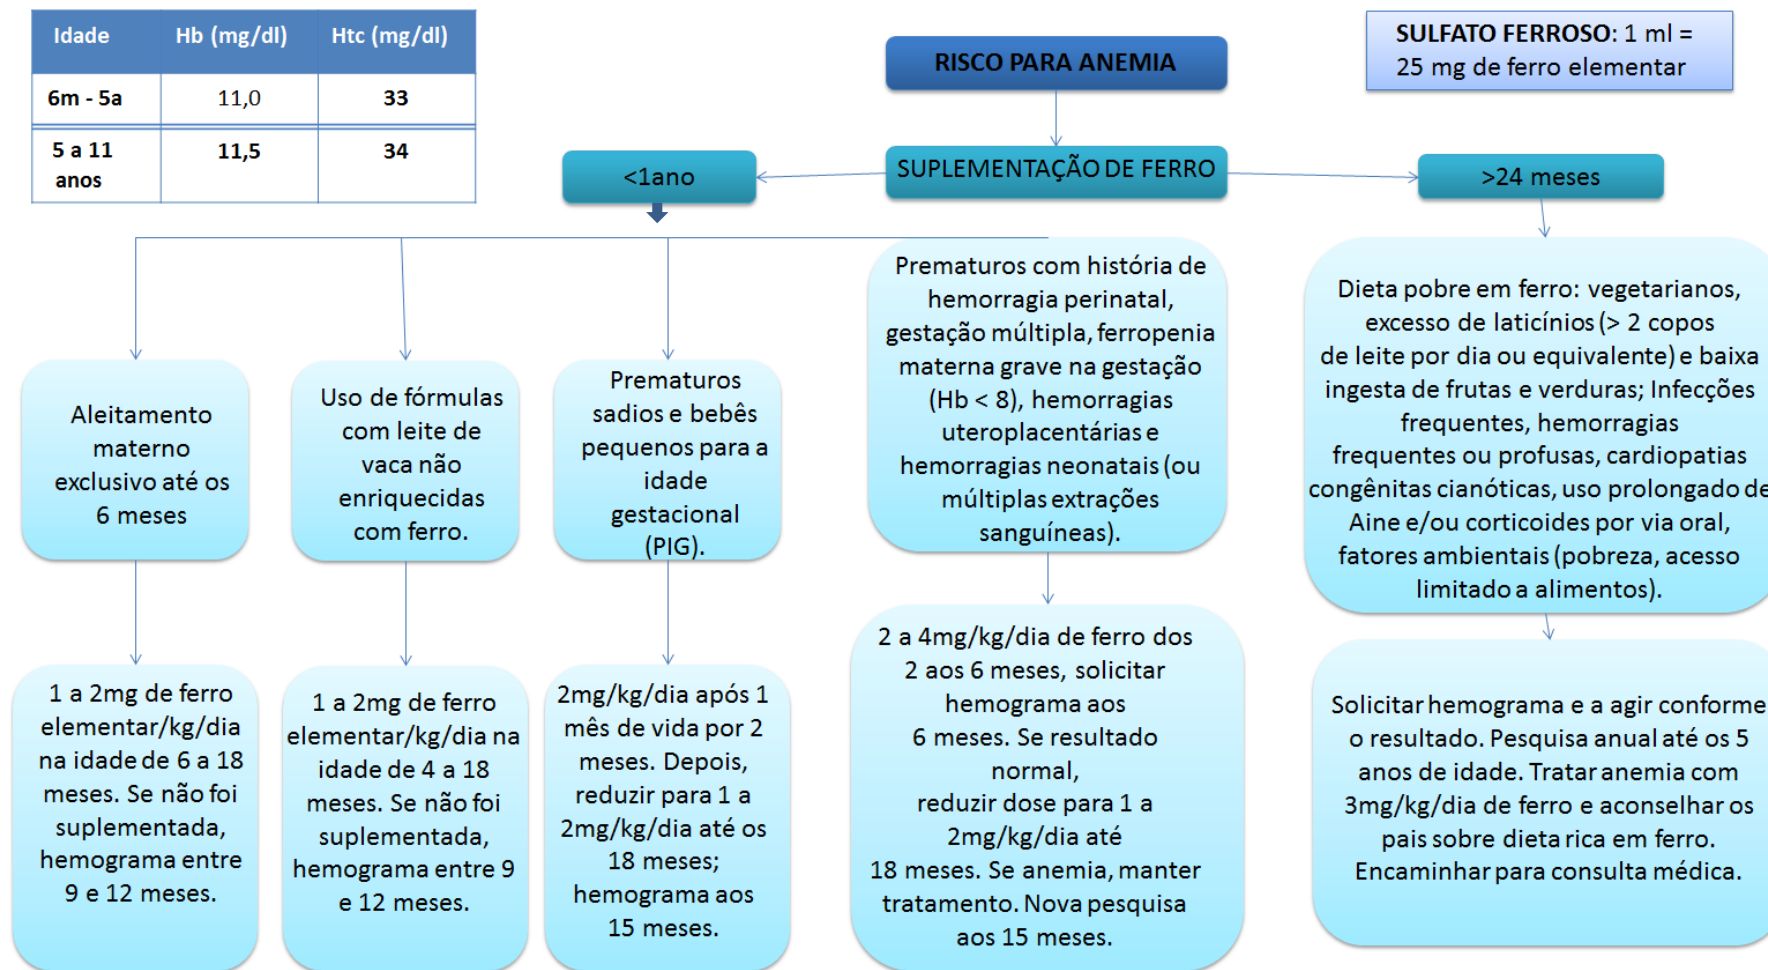 Idade Hb (mg/dl) Htc (mg/dl)
6m - 5a 11,0 33
5 a 11
anos 11,5 34
RISCO PARA ANEMIA
SULFATO FERROSO: 1 ml =
25 mg de ferro elementar
<1ano
SUPLEMENTAÇÃO DE FERRO
>24 meses
Aleitamento
materno
exclusivo até os
6 meses
Uso de fórmulas
com leite de
vaca não
enriquecidas
com ferro.
Prematuros
sadios e bebês
pequenos para a
idade
gestacional
(PIG).
Prematuros com história de
hemorragia perinatal,
gestação múltipla, ferropenia
materna grave na gestação
(Hb < 8), hemorragias
uteroplacentárias e
hemorragias neonatais (ou
múltiplas extrações
sanguíneas).
Dieta pobre em ferro: vegetarianos,
excesso de laticínios (> 2 copos
de leite por dia ou equivalente) e baixa
ingesta de frutas e verduras; Infecções
frequentes, hemorragias
frequentes ou profusas, cardiopatias
congênitas cianóticas, uso prolongado de
Aine e/ou corticoides por via oral,
fatores ambientais (pobreza, acesso
limitado a alimentos).
1 a 2mg de ferro
elementar/kg/dia
na idade de 6 a 18
meses. Se não foi
suplementada,
hemograma entre
9 e 12 meses.
1 a 2mg de ferro
elementar/kg/dia na
idade de 4 a 18
meses. Se não foi
suplementada,
hemograma entre 9
e 12 meses.
2mg/kg/dia após 1
mês de vida por 2
meses. Depois,
reduzir para 1 a
2mg/kg/dia até os
18 meses;
hemograma aos
15 meses.
2 a 4mg/kg/dia de ferro dos
2 aos 6 meses, solicitar
hemograma aos
6 meses. Se resultado
normal,
reduzir dose para 1 a
2mg/kg/dia até
18 meses. Se anemia, manter
tratamento. Nova pesquisa
aos 15 meses.
Solicitar hemograma e a agir conforme
o resultado. Pesquisa anual até os 5
anos de idade. Tratar anemia com
3mg/kg/dia de ferro e aconselhar os
pais sobre dieta rica em ferro.
Encaminhar para consulta médica.